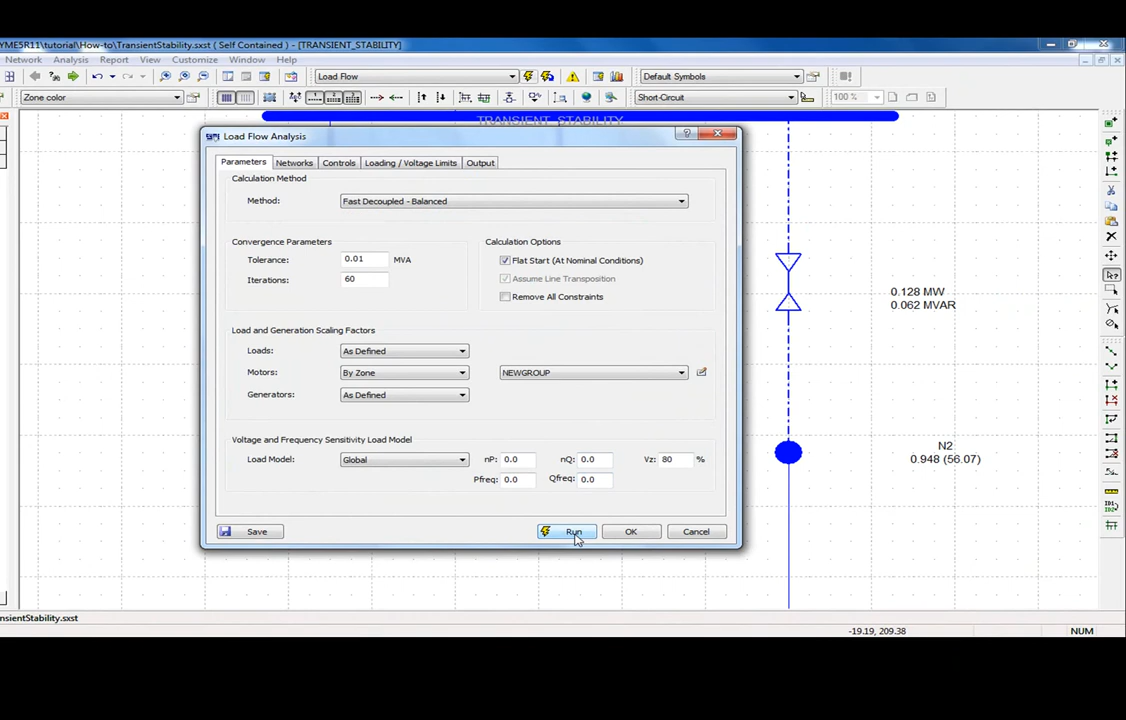 YME5R11\tutorial\How-to\TransientStability.sxst ( Self Contained ) - [TRANSIENT_STABILITY]
Network Analysis Report View Customize Window Help
Load Flow Default Symbols
Zone color Short-Circuit 100 %
TRANSIENT_STABILITY
Load Flow Analysis
Parameters Networks Controls Loading / Voltage Limits Output
Calculation Method
Method: Fast Decoupled - Balanced
Convergence Parameters Calculation Options
Tolerance: 0.01 MVA Flat Start (At Nominal Conditions)
Iterations: 60 Assume Line Transposition
Remove All Constraints
0.128 MW
0.062 MVAR
Load and Generation Scaling Factors
Loads: As Defined
Motors: By Zone NEWGROUP
Generators: As Defined
Voltage and Frequency Sensitivity Load Model
Load Model: Global nP: 0.0 nQ: 0.0 Vz: 80 %
Pfreq: 0.0 Qfreq: 0.0
N2
0.948 (56.07)
Save Run OK Cancel
nsientStability.sxst
-19.19, 209.38 NUM